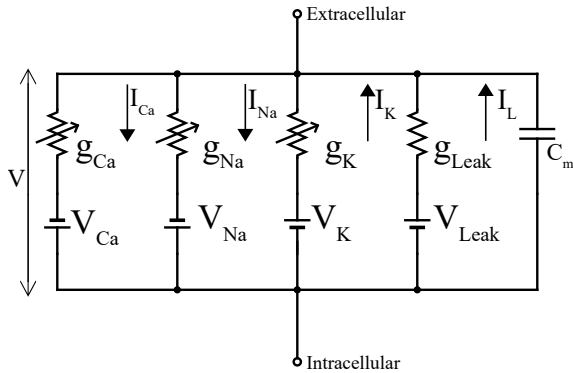 Extracellular
I_Ca
I_Na
I_K
I_L
g_Ca
g_Na
g_K
g_Leak
C_m
V
V_Ca
V_Na
V_K
V_Leak
Intracellular